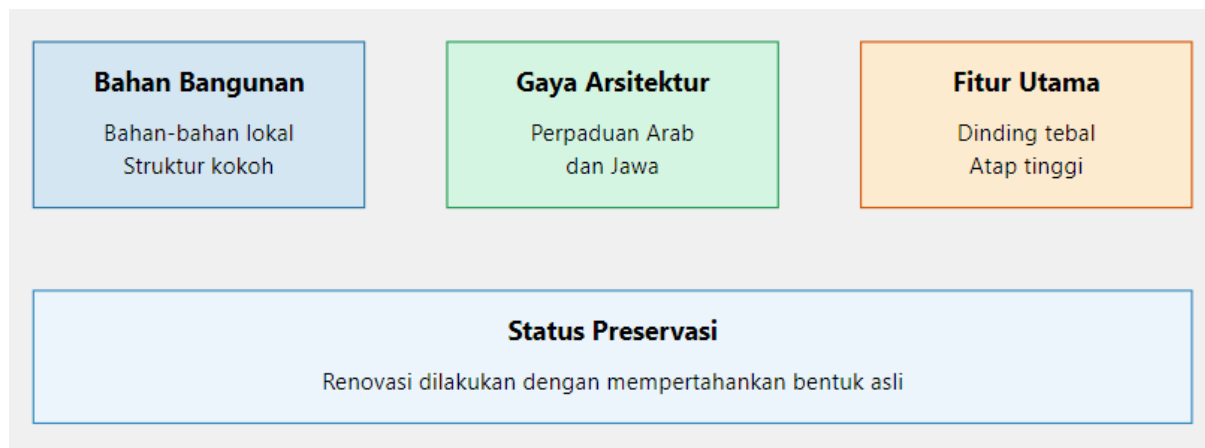 Bahan Bangunan
Bahan-bahan lokal
Struktur kokoh
Gaya Arsitektur
Perpaduan Arab
dan Jawa
Fitur Utama
Dinding tebal
Atap tinggi
Status Preservasi
Renovasi dilakukan dengan mempertahankan bentuk asli